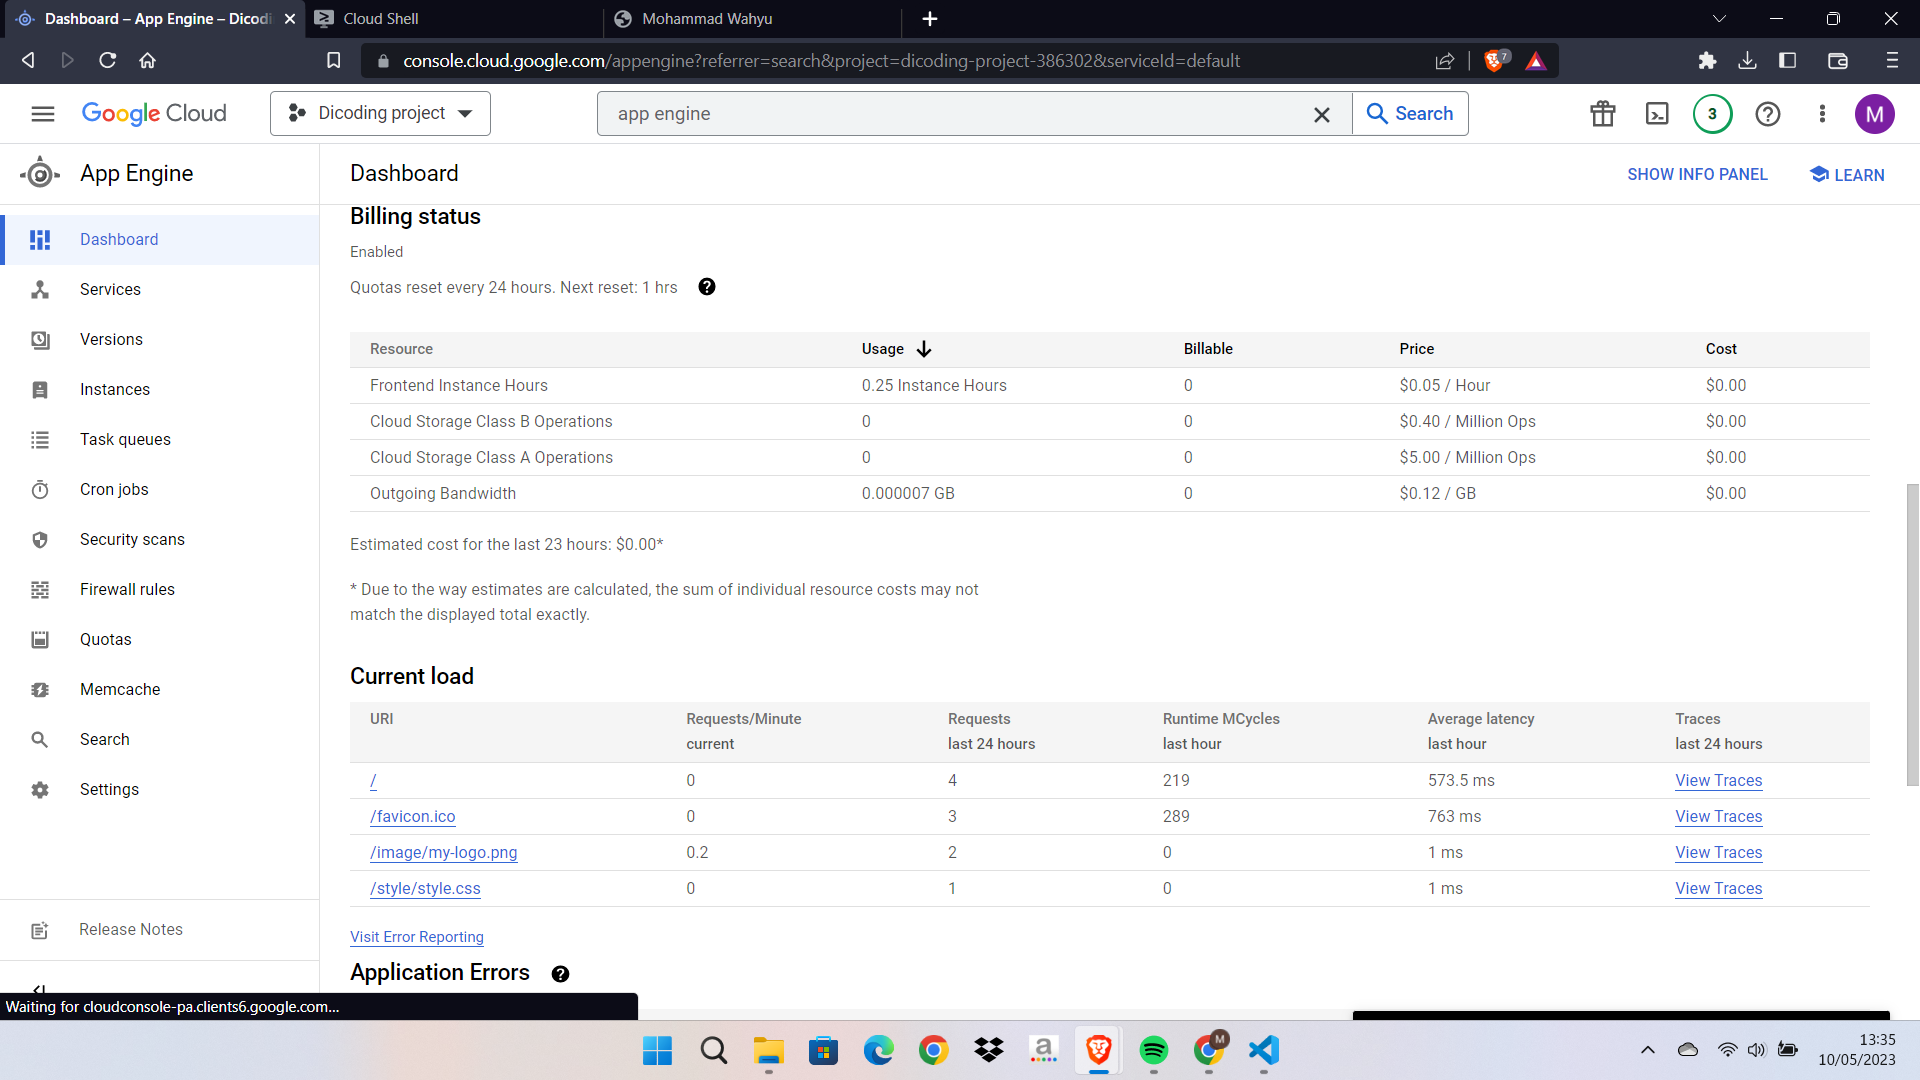 Dashboard – App Engine – Dicodi
Cloud Shell
Mohammad Wahyu
console.cloud.google.com/appengine?referrer=search&project=dicoding-project-386302&serviceId=default
7
Google Cloud
Dicoding project
app engine
Search
3
M
App Engine
Dashboard
SHOW INFO PANEL
LEARN
Dashboard
Services
Versions
Instances
Task queues
Cron jobs
Security scans
Firewall rules
Quotas
Memcache
Search
Settings
Release Notes
Billing status
Enabled
Quotas reset every 24 hours. Next reset: 1 hrs
Resource Usage Billable Price Cost
Frontend Instance Hours 0.25 Instance Hours 0 $0.05 / Hour $0.00
Cloud Storage Class B Operations 0 0 $0.40 / Million Ops $0.00
Cloud Storage Class A Operations 0 0 $5.00 / Million Ops $0.00
Outgoing Bandwidth 0.000007 GB 0 $0.12 / GB $0.00
Estimated cost for the last 23 hours: $0.00*
* Due to the way estimates are calculated, the sum of individual resource costs may not
match the displayed total exactly.
Current load
URI Requests/Minute Requests Runtime MCycles Average latency Traces
current last 24 hours last hour last hour last 24 hours
/ 0 4 219 573.5 ms View Traces
/favicon.ico 0 3 289 763 ms View Traces
/image/my-logo.png 0.2 2 0 1 ms View Traces
/style/style.css 0 1 0 1 ms View Traces
Visit Error Reporting
Application Errors
Waiting for cloudconsole-pa.clients6.google.com...
a
M
13:35
10/05/2023